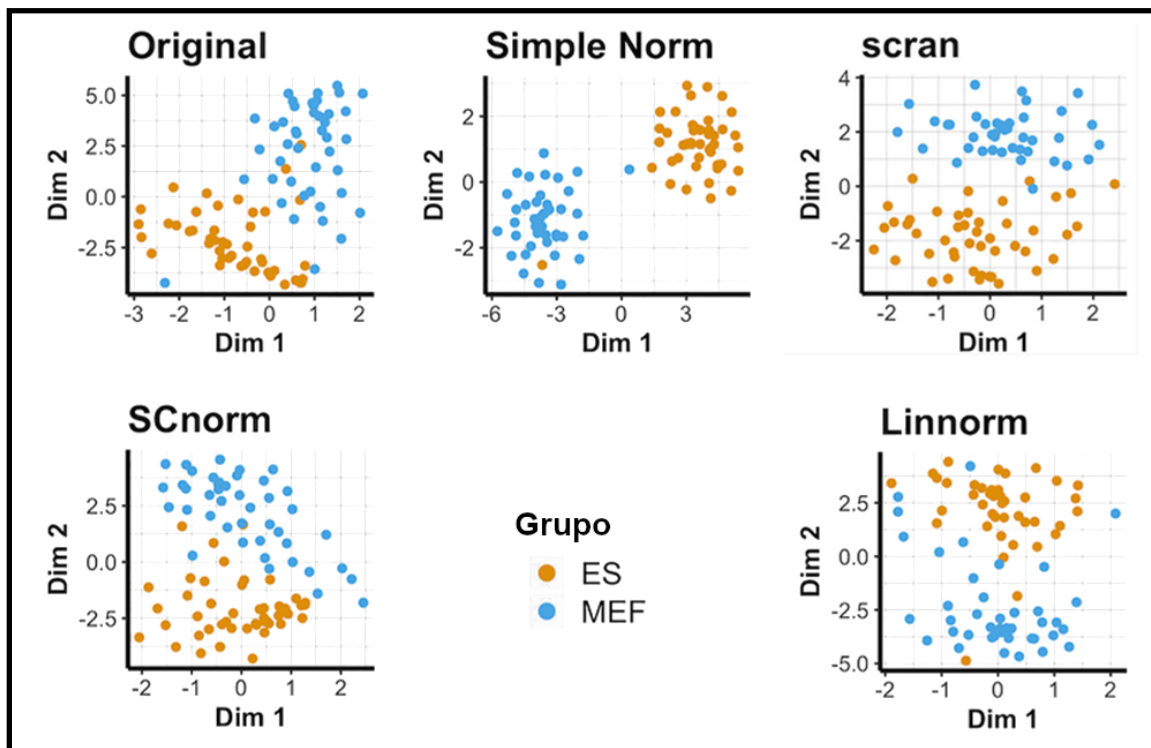 Original
5.0
2.5
0.0
-2.5
Dim 2
-3 -2 -1 0 1 2
Dim 1
Simple Norm
2
0
-2
Dim 2
-6 -3 0 3
Dim 1
scran
4
2
0
-2
Dim 2
-2 -1 0 1 2
Dim 1
SCnorm
2.5
0.0
-2.5
Dim 2
-2 -1 0 1 2
Dim 1
Grupo
ES
MEF
Linnorm
2.5
0.0
-2.5
-5.0
Dim 2
-2 -1 0 1 2
Dim 1